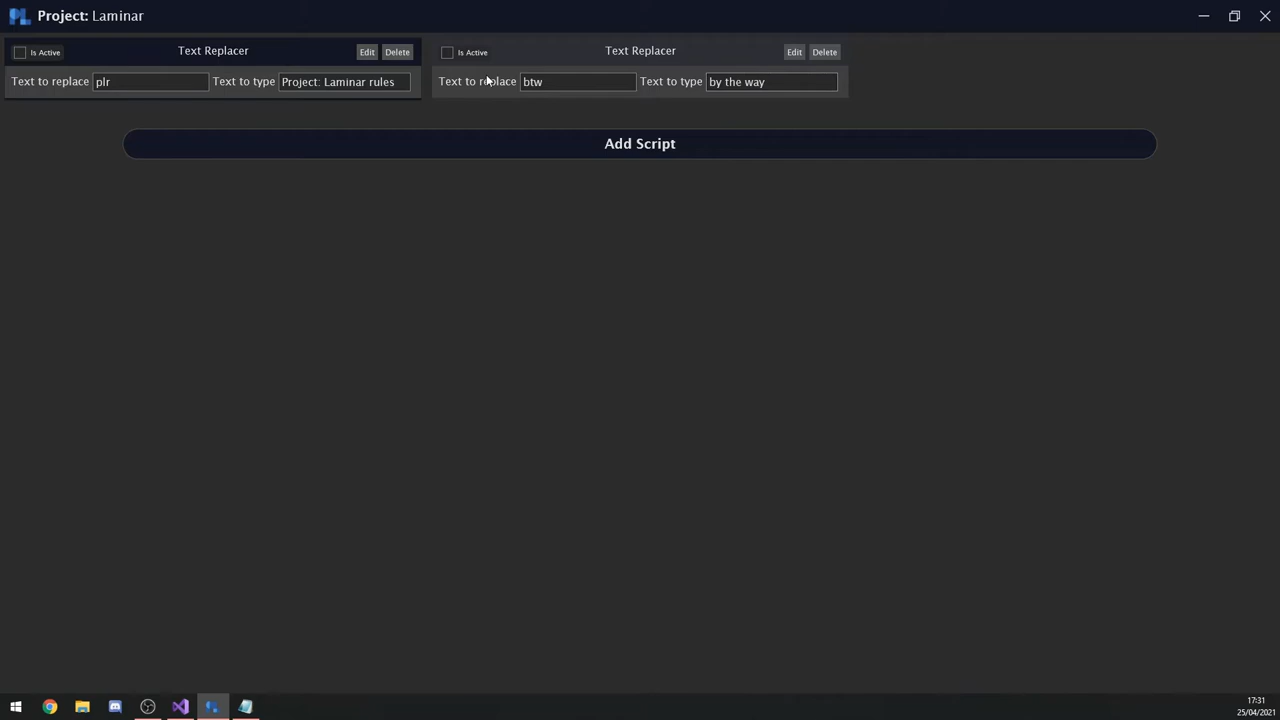 Project: Laminar
Is Active Text Replacer Edit Delete
Text to replace plr Text to type Project: Laminar rules
Is Active Text Replacer Edit Delete
Text to replace btw Text to type by the way
Add Script
17:31
25/04/2021